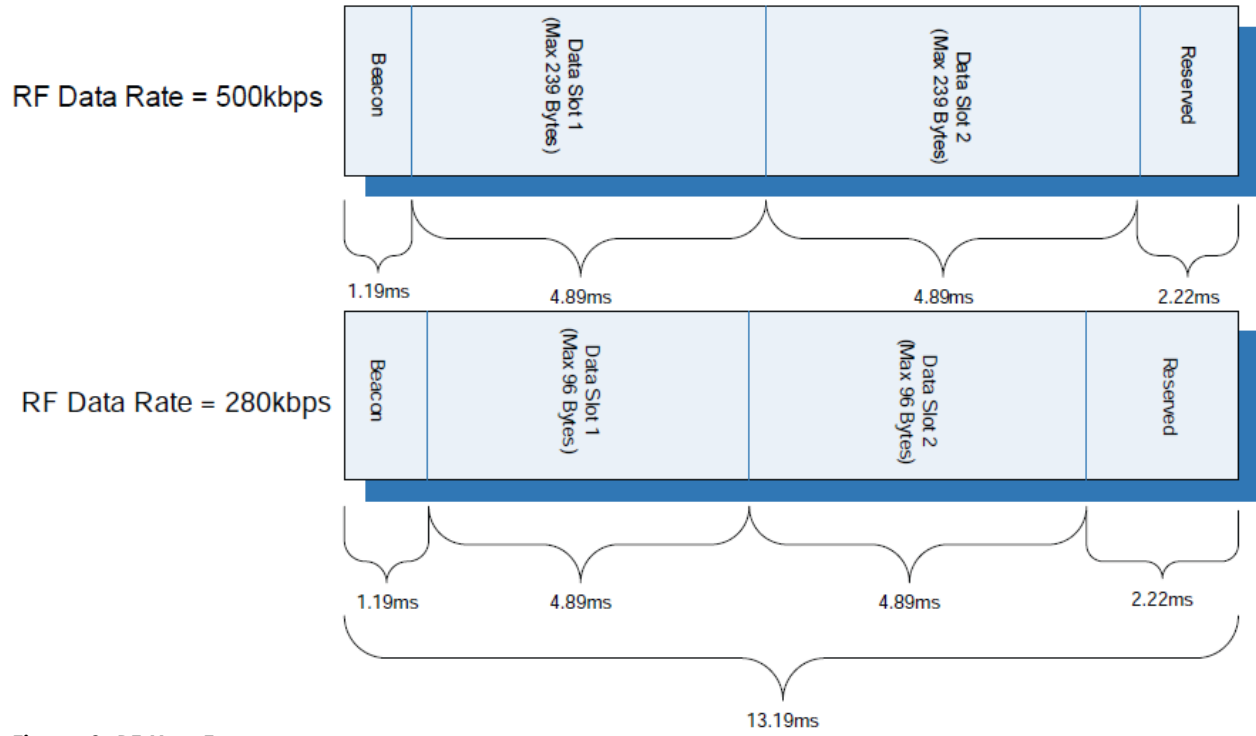 RF Data Rate = 500kbps
Beacon
Data Slot 1
(Max 239 Bytes)
Data Slot 2
(Max 239 Bytes)
Reserved
1.19ms
4.89ms
4.89ms
2.22ms
RF Data Rate = 280kbps
Beacon
Data Slot 1
(Max 96 Bytes)
Data Slot 2
(Max 96 Bytes)
Reserved
1.19ms
4.89ms
4.89ms
2.22ms
13.19ms